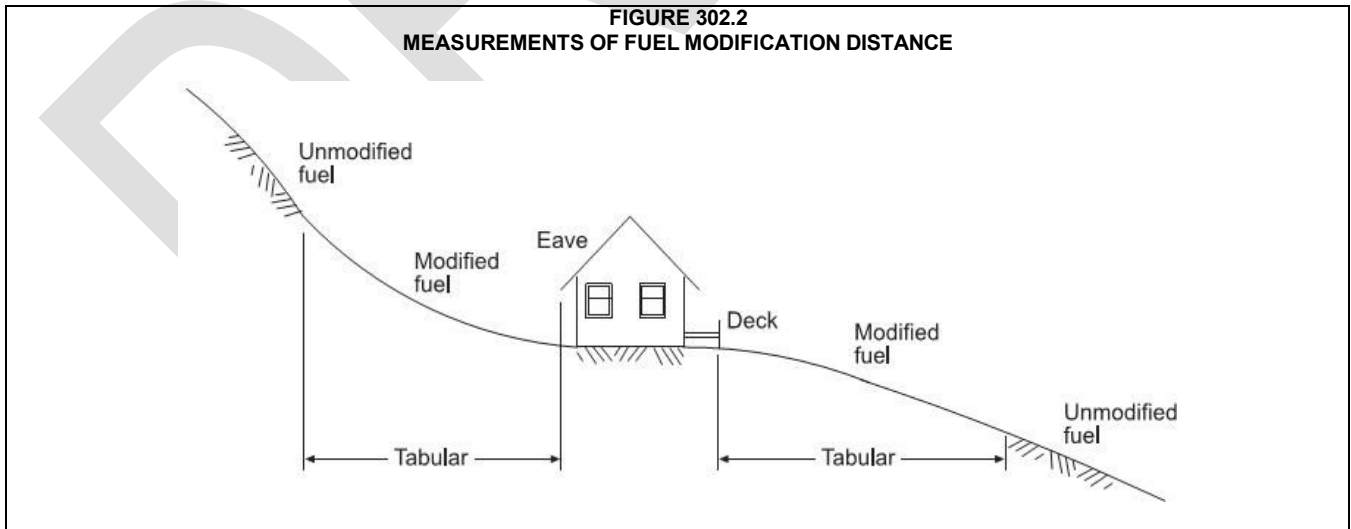 FIGURE 302.2
MEASUREMENTS OF FUEL MODIFICATION DISTANCE
Unmodified
fuel
Modified
fuel
Eave
Deck
Modified
fuel
Unmodified
fuel
Tabular
Tabular